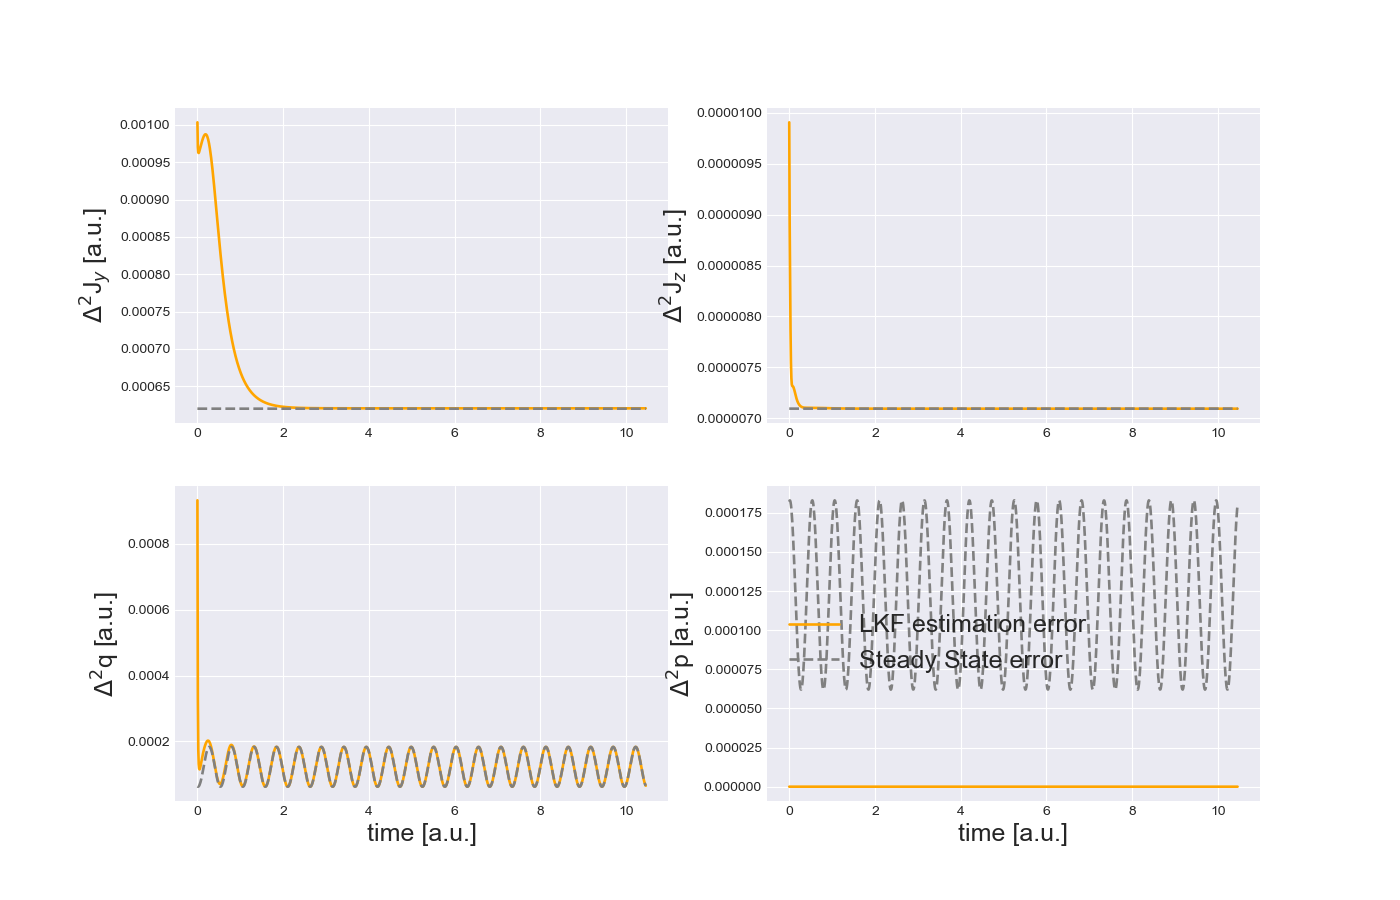 0.00100
0.00095
0.00090
0.00085
0.00080
0.00075
0.00070
0.00065
Δ²J_y [a.u.]
0 2 4 6 8 10
0.0000100
0.0000095
0.0000090
0.0000085
0.0000080
0.0000075
0.0000070
Δ²J_z [a.u.]
0 2 4 6 8 10
0.0008
0.0006
0.0004
0.0002
Δ²q [a.u.]
0 2 4 6 8 10
time [a.u.]
0.000175
0.000150
0.000125
0.000100
0.000075
0.000050
0.000025
0.000000
Δ²p [a.u.]
LKF estimation error
Steady State error
0 2 4 6 8 10
time [a.u.]